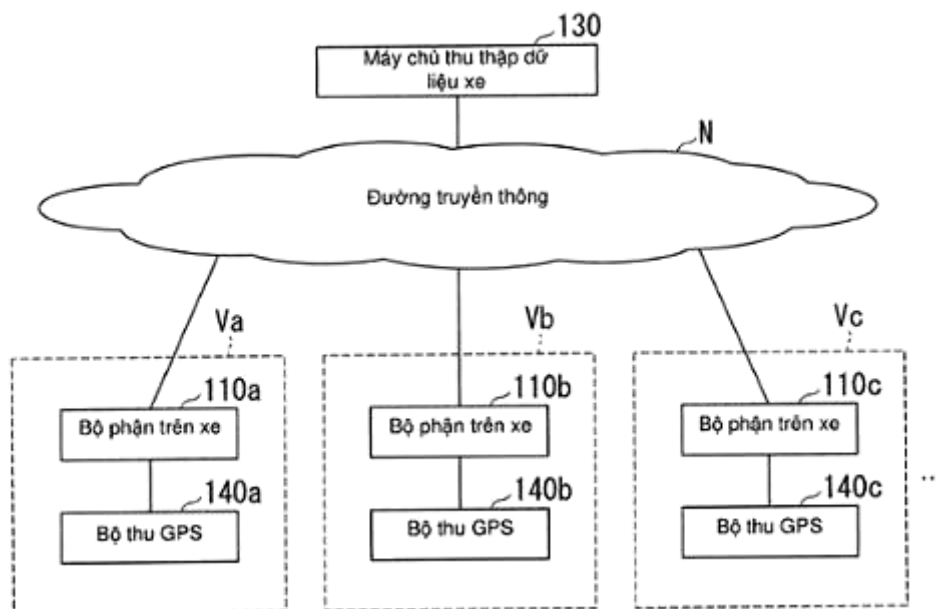 130
Máy chủ thu thập dữ
liệu xe
N
Đường truyền thông
Va
Vb
Vc
110a
110b
110c
Bộ phận trên xe
Bộ phận trên xe
Bộ phận trên xe
140a
140b
140c
Bộ thu GPS
Bộ thu GPS
Bộ thu GPS
..